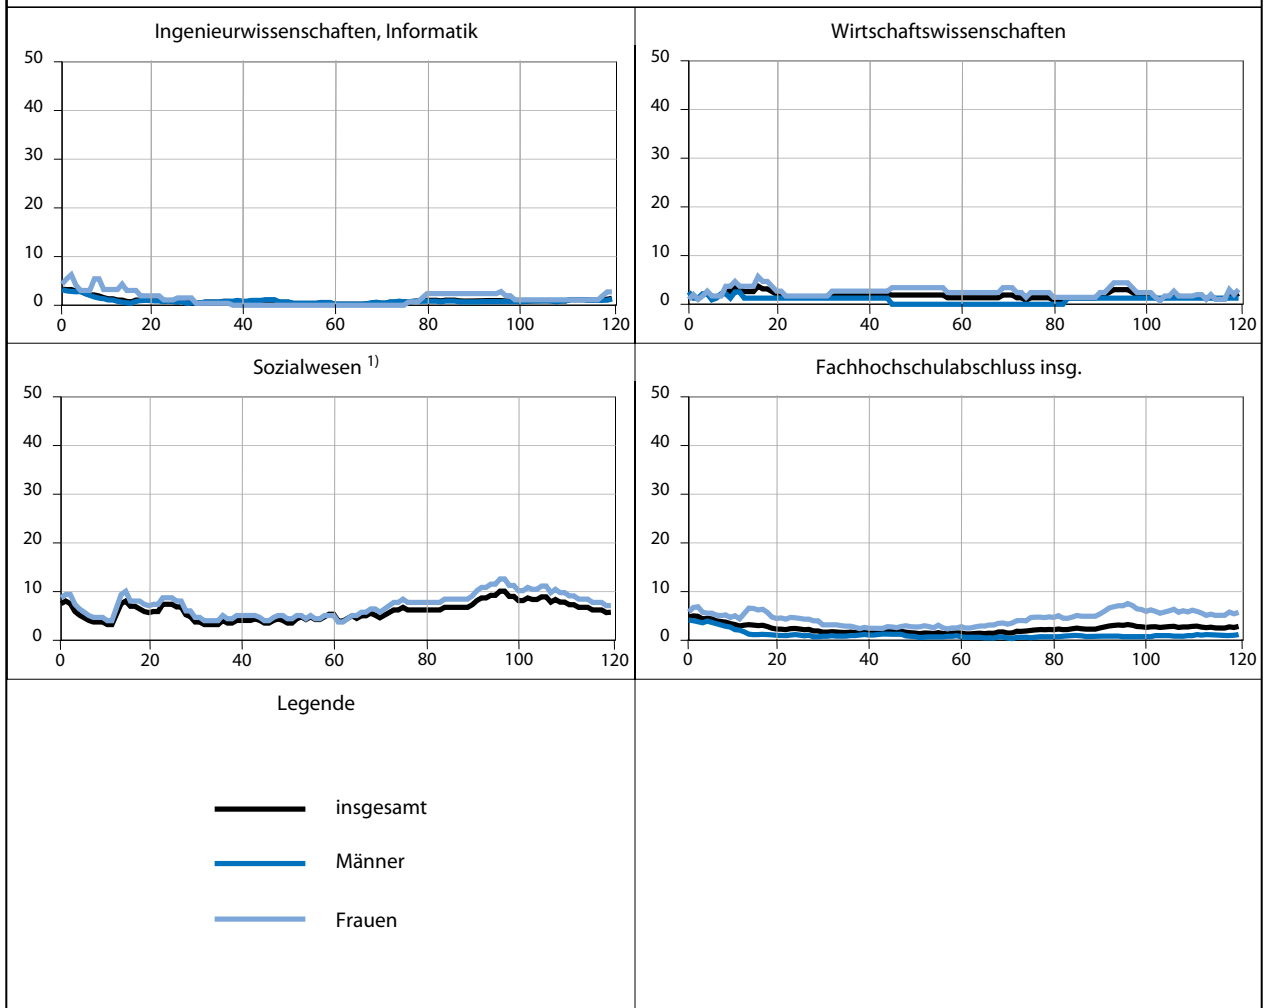 Ingenieurwissenschaften, Informatik
50
40
30
20
10
0
0 20 40 60 80 100 120
Wirtschaftswissenschaften
50
40
30
20
10
0
0 20 40 60 80 100 120
Sozialwesen 1)
50
40
30
20
10
0
0 20 40 60 80 100 120
Fachhochschulabschluss insg.
50
40
30
20
10
0
0 20 40 60 80 100 120
Legende
insgesamt
Männer
Frauen